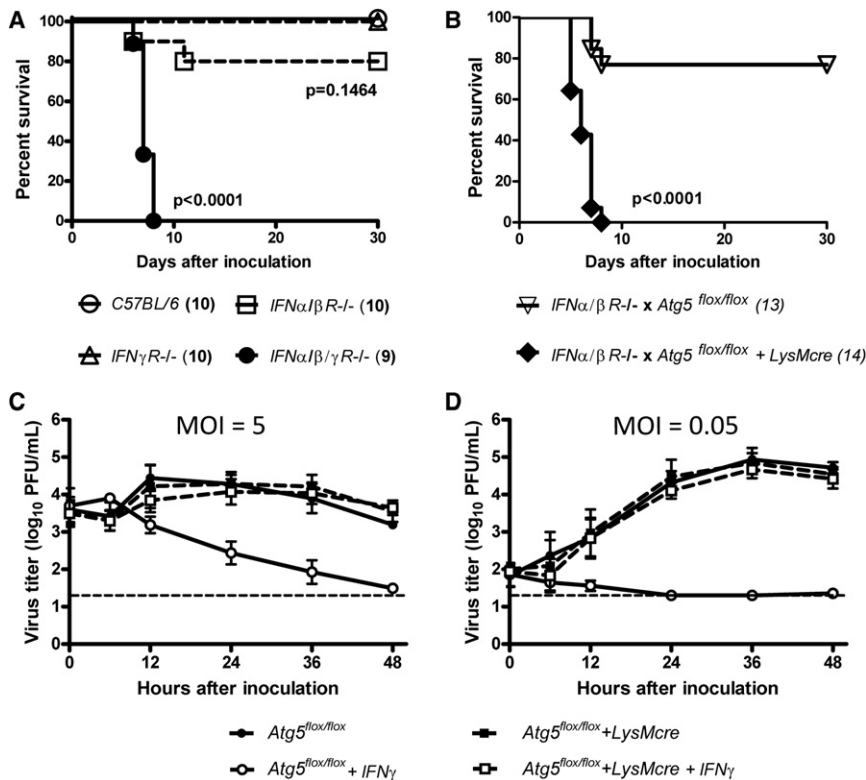 A
B
Percent survival
100
80
60
40
20
0
p=0.1464
p<0.0001
0 10 20 30
Days after inoculation
Percent survival
100
80
60
40
20
0
p<0.0001
0 10 20 30
Days after inoculation
C57BL/6 (10)
IFNα/βR-/- (10)
IFNγR-/- (10)
IFNα/β/γR-/- (9)
IFNα/βR-/- x Atg5 flox/flox (13)
IFNα/βR-/- x Atg5 flox/flox + LysMcre (14)
C
D
MOI = 5
Virus titer (log10 PFU/mL)
6
5
4
3
2
1
0
0 12 24 36 48
Hours after inoculation
MOI = 0.05
Virus titer (log10 PFU/mL)
6
5
4
3
2
1
0
0 12 24 36 48
Hours after inoculation
Atg5flox/flox
Atg5flox/flox+LysMcre
Atg5flox/flox + IFNγ
Atg5flox/flox+LysMcre + IFNγ